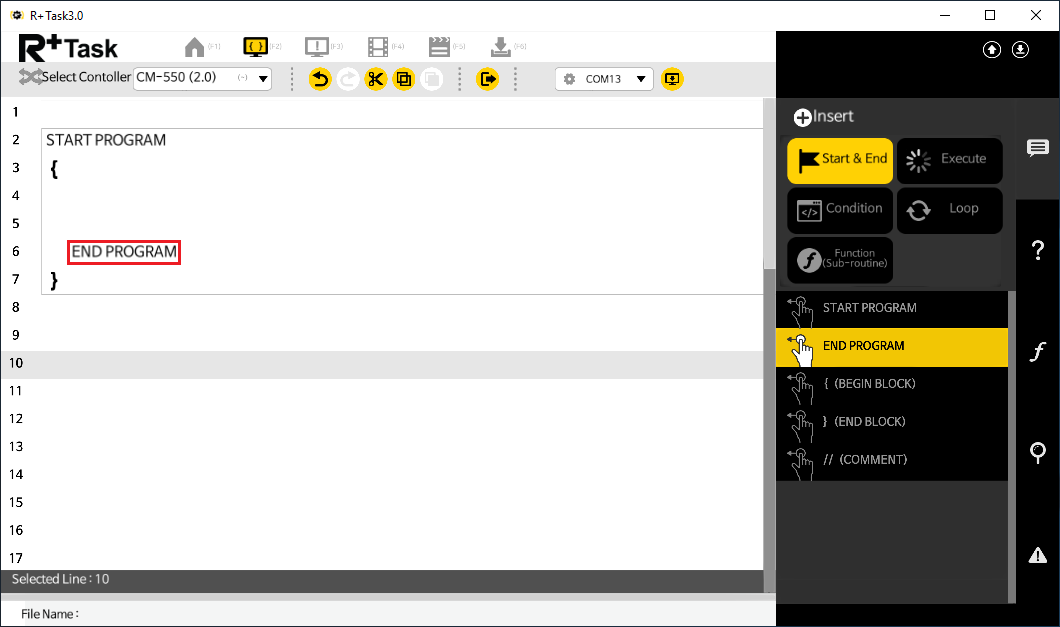 R+ Task3.0
R+ Task
(F1) (F2) (F3) (F4) (F5) (F6)
Select Contoller CM-550 (2.0) (-) COM13
1
2 START PROGRAM
3 {
4
5
6 END PROGRAM
7 }
8
9
10
11
12
13
14
15
16
17
Selected Line : 10
File Name :
Insert
Start & End Execute
Condition Loop
Function
(Sub-routine)
START PROGRAM
END PROGRAM
{ (BEGIN BLOCK)
} (END BLOCK)
// (COMMENT)